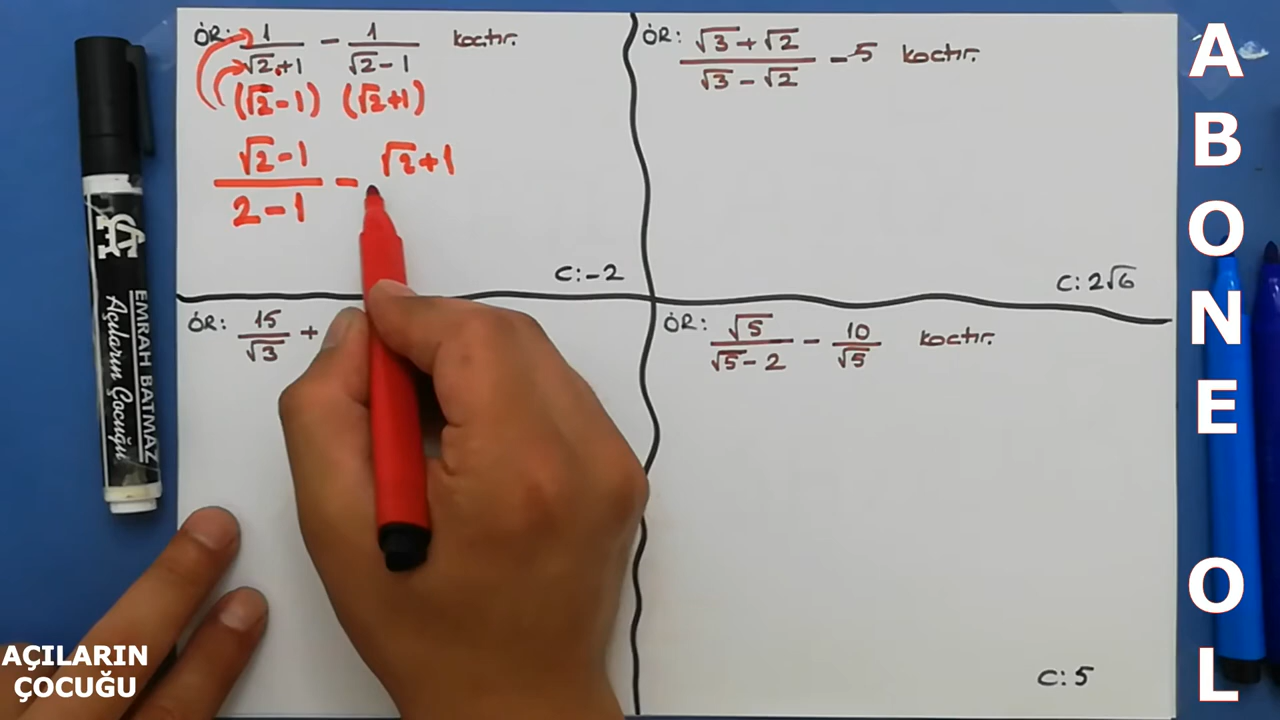 ÖR: 1/(√2+1) - 1/(√2-1) kaçtır.
(√2-1) (√2+1)
(√2-1)/(2-1) - √2+1
C: -2
ÖR: (√3+√2)/(√3-√2) - 5 kaçtır.
C: 2√6
ÖR: 15/√3 +
ÖR: √5/(√5-2) - 10/√5 kaçtır.
C: 5
EMRAH BATMAZ
Açıların Çocuğu
AÇILARIN
ÇOCUĞU
ABONE
OL